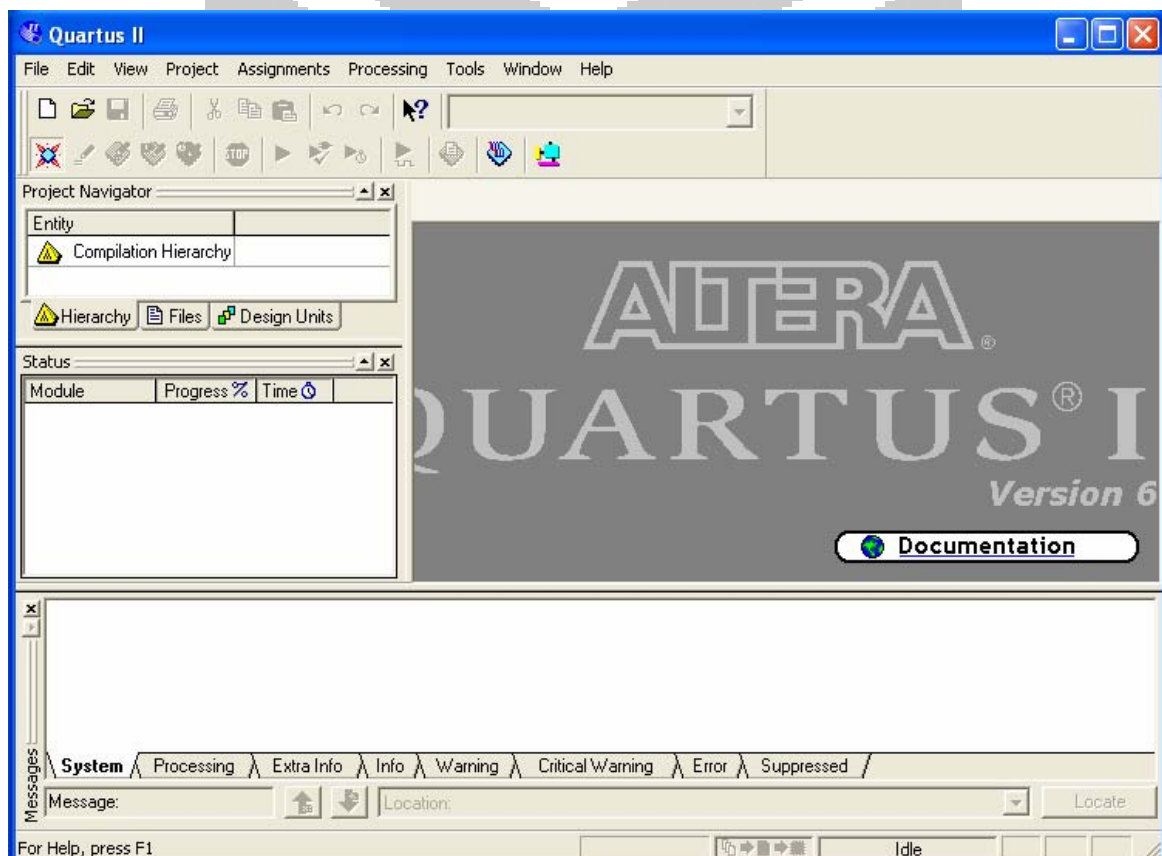 Quartus II
File Edit View Project Assignments Processing Tools Window Help
STOP
Project Navigator
Entity
Compilation Hierarchy
Hierarchy Files Design Units
Status
Module Progress % Time
ALTERA®
QUARTUS® I
Version 6
Documentation
System Processing Extra Info Info Warning Critical Warning Error Suppressed
Messages
Message: Location: Locate
For Help, press F1 Idle